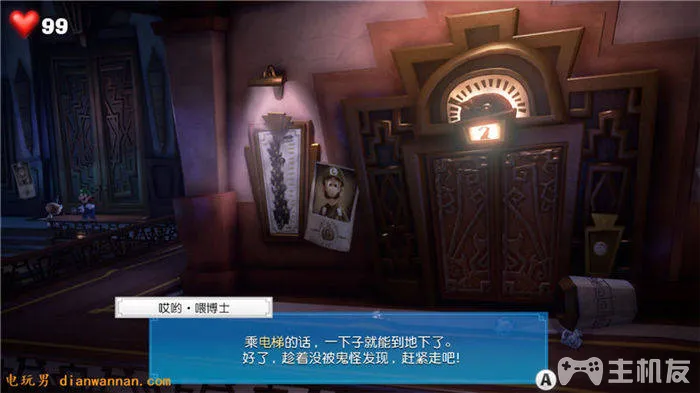 99
2
哎哟·喂博士
乘电梯的话，一下子就能到地下了。
好了，趁着没被鬼怪发现，赶紧走吧！
A
电玩男 dianwannan.com
主机友